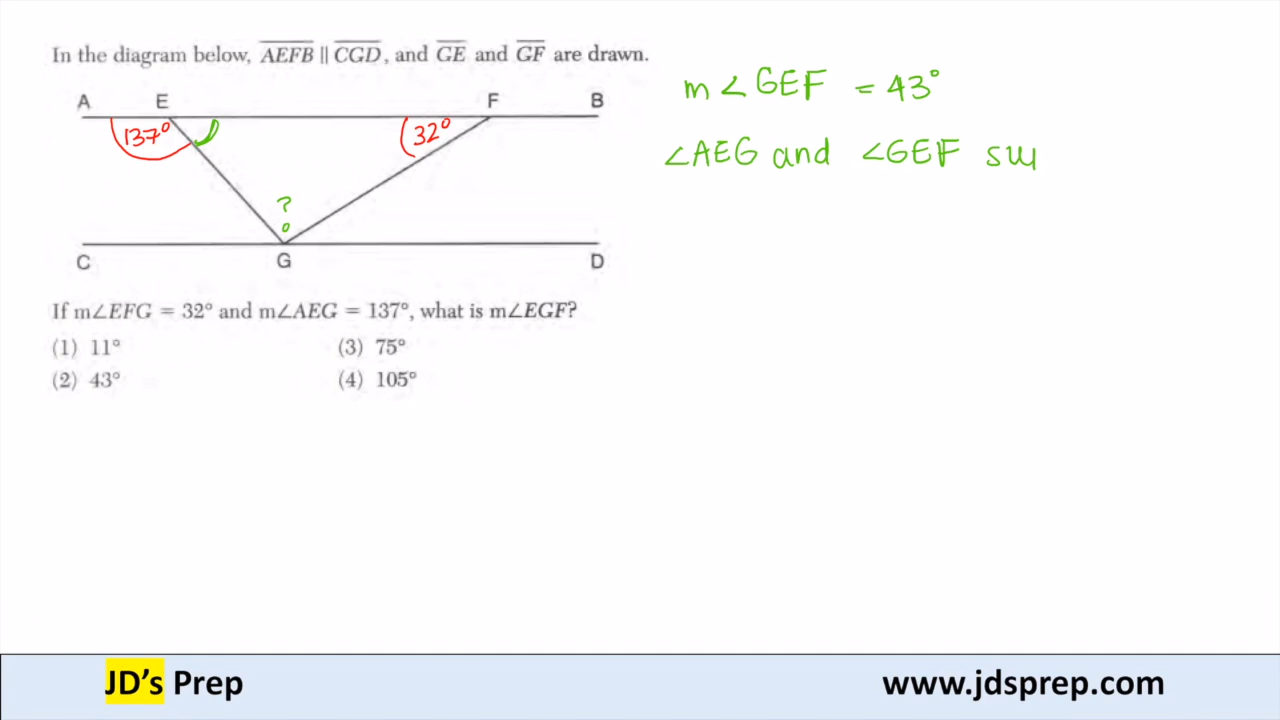 In the diagram below, AEFB || CGD, and GE and GF are drawn.
m ∠GEF = 43°
A E F B
137° 32°
∠AEG and ∠GEF sup
?
C G D
If m∠EFG = 32° and m∠AEG = 137°, what is m∠EGF?
(1) 11° (3) 75°
(2) 43° (4) 105°
JD's Prep www.jdsprep.com